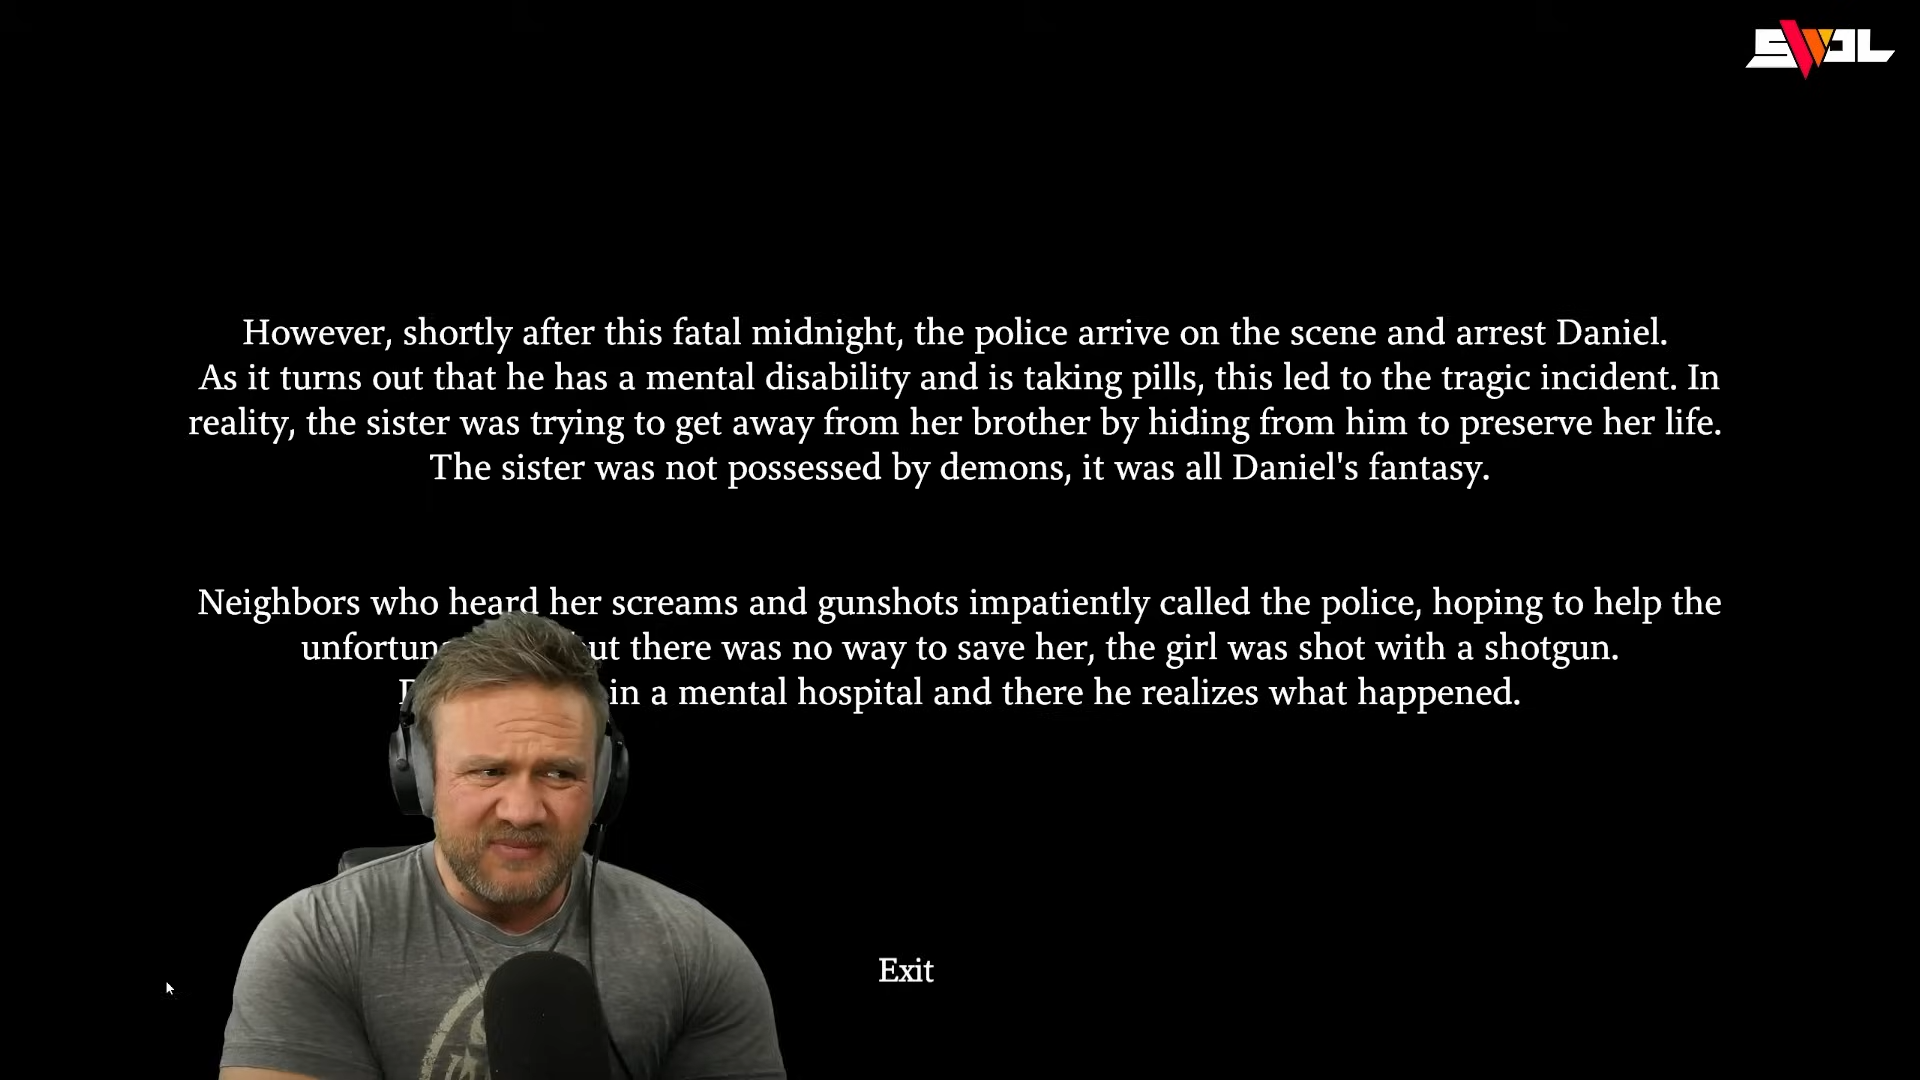 SWOL
However, shortly after this fatal midnight, the police arrive on the scene and arrest Daniel.
As it turns out that he has a mental disability and is taking pills, this led to the tragic incident. In
reality, the sister was trying to get away from her brother by hiding from him to preserve her life.
The sister was not possessed by demons, it was all Daniel's fantasy.
Neighbors who heard her screams and gunshots impatiently called the police, hoping to help the
there was no way to save her, the girl was shot with a shotgun.
in a mental hospital and there he realizes what happened.
Exit